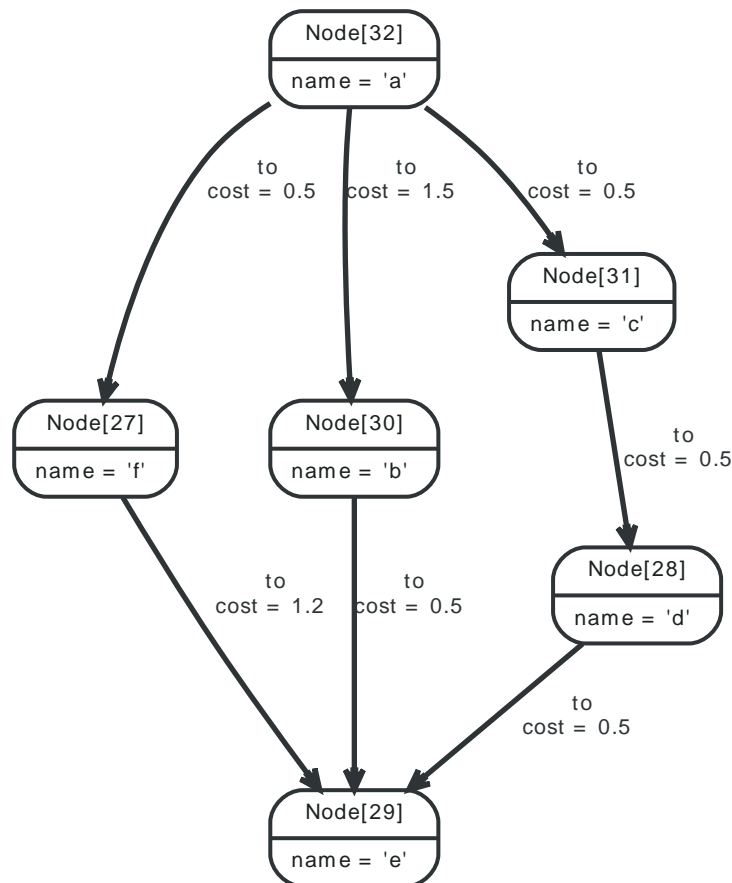 Node[32]
name = 'a'
to
cost = 0.5
to
cost = 1.5
to
cost = 0.5
Node[31]
name = 'c'
Node[27]
name = 'f'
Node[30]
name = 'b'
to
cost = 0.5
Node[28]
name = 'd'
to
cost = 1.2
to
cost = 0.5
to
cost = 0.5
Node[29]
name = 'e'